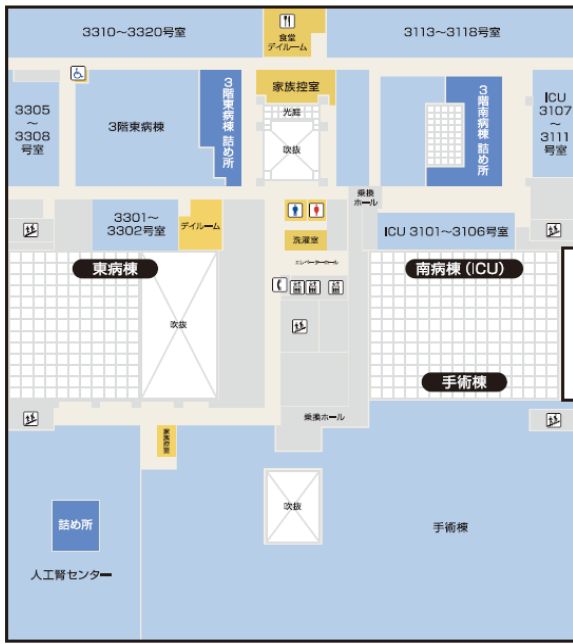 3310～3320号室
食堂
デイルーム
3113～3118号室
3305
～
3308
号室
3階東病棟
3階東病棟 詰め所
家族控室
光庭
吹抜
3階南病棟 詰め所
ICU
3107
～
3111
号室
乗換
ホール
3301～
3302号室
デイルーム
洗濯室
エレベーターホール
ICU 3101～3106号室
東病棟
南病棟（ICU）
吹抜
手術棟
乗換ホール
家族控室
吹抜
詰め所
手術棟
人工腎センター